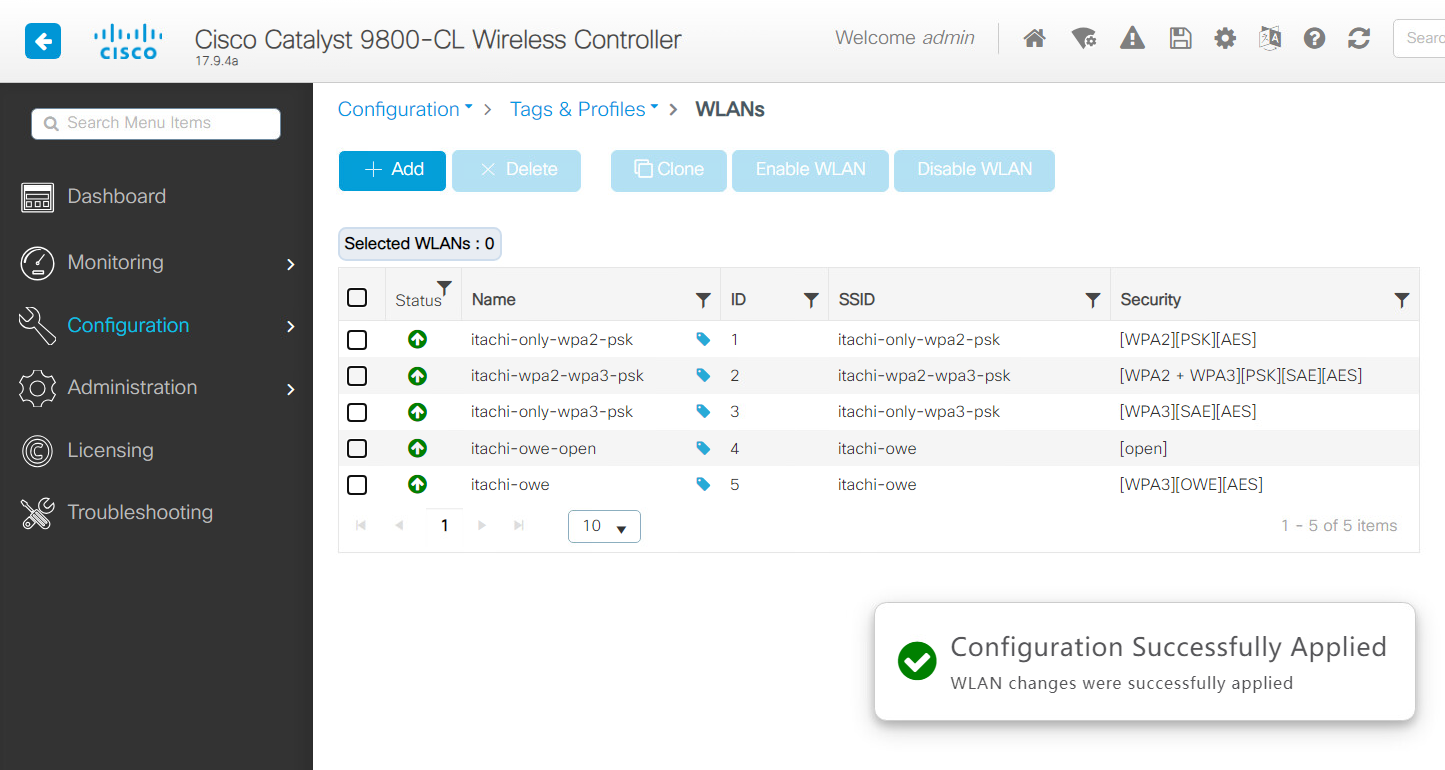 CISCO
Cisco Catalyst 9800-CL Wireless Controller
17.9.4a
Welcome admin
Searc
Search Menu Items
Dashboard
Monitoring
Configuration
Administration
Licensing
Troubleshooting
Configuration > Tags & Profiles > WLANs
+ Add × Delete Clone Enable WLAN Disable WLAN
Selected WLANs : 0
Status Name ID SSID Security
itachi-only-wpa2-psk 1 itachi-only-wpa2-psk [WPA2][PSK][AES]
itachi-wpa2-wpa3-psk 2 itachi-wpa2-wpa3-psk [WPA2 + WPA3][PSK][SAE][AES]
itachi-only-wpa3-psk 3 itachi-only-wpa3-psk [WPA3][SAE][AES]
itachi-owe-open 4 itachi-owe [open]
itachi-owe 5 itachi-owe [WPA3][OWE][AES]
1 10 1 - 5 of 5 items
Configuration Successfully Applied
WLAN changes were successfully applied